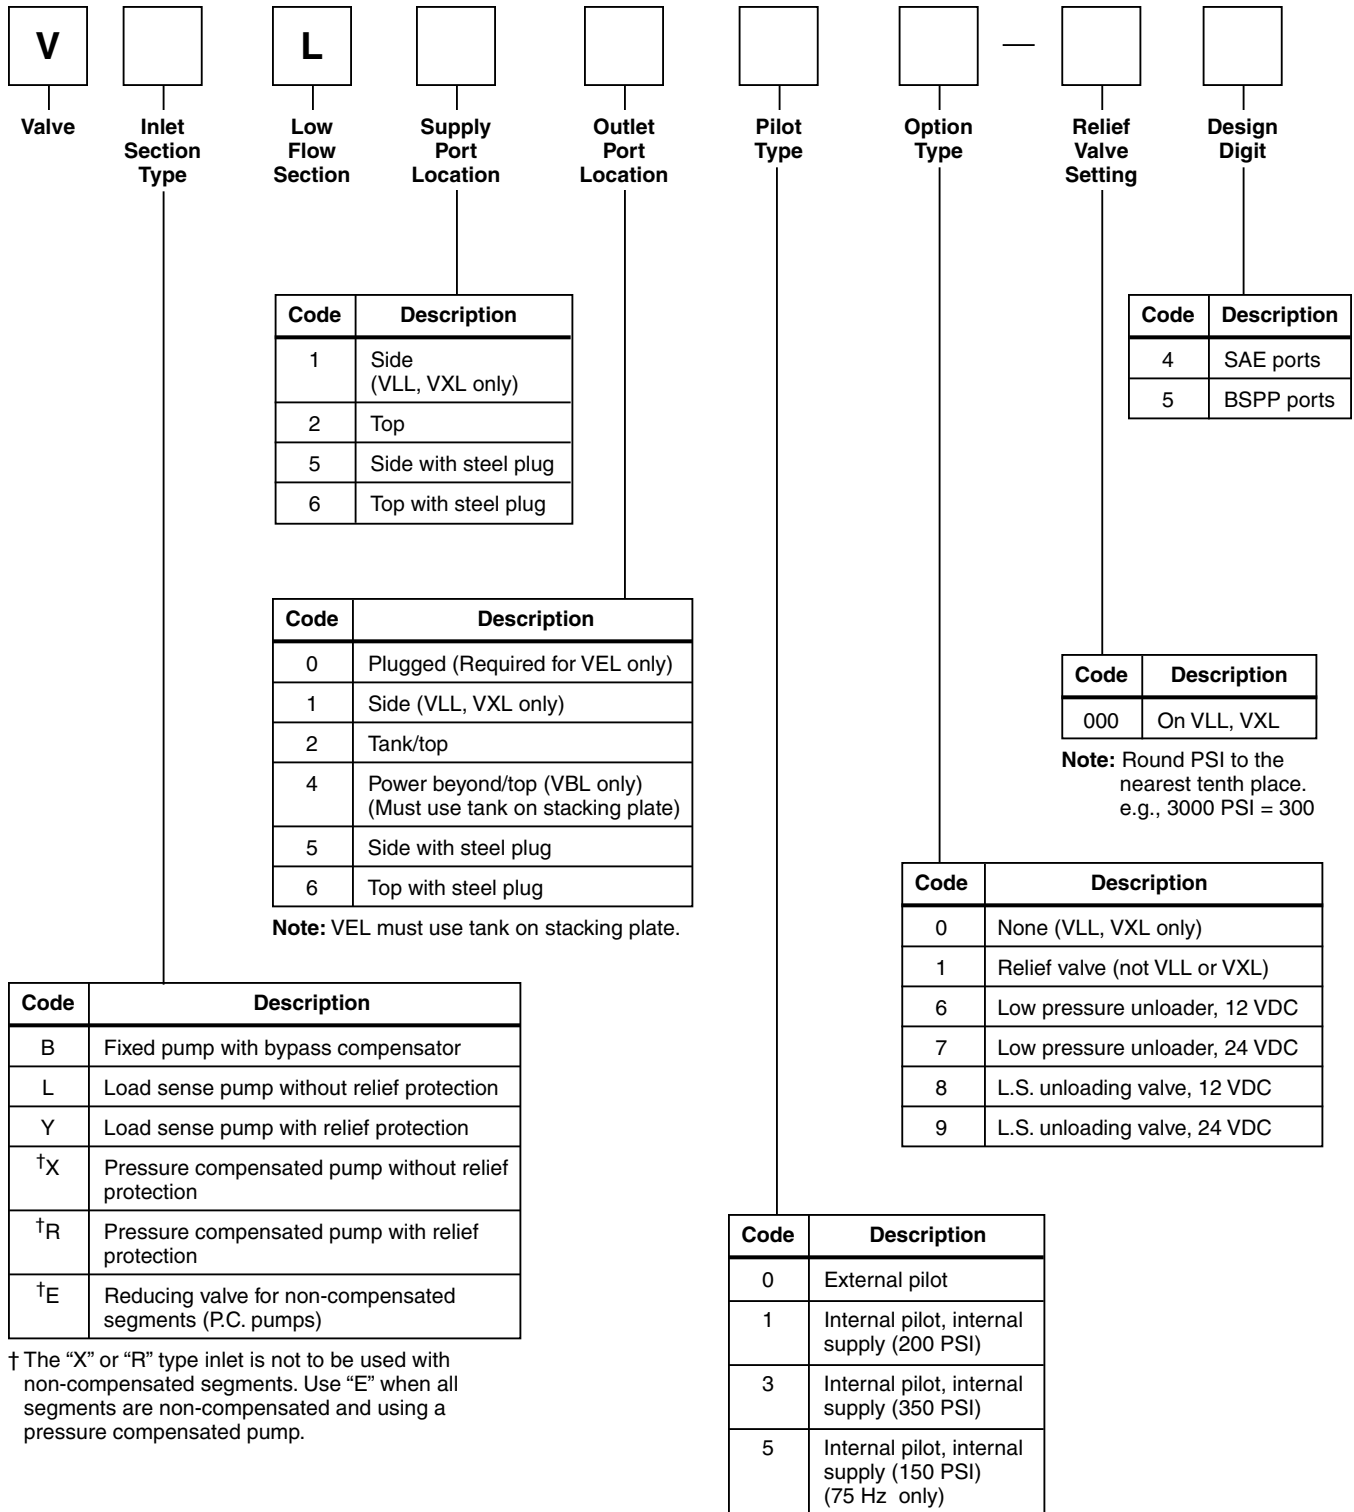 V L —
Valve
Inlet
Section
Type
Low
Flow
Section
Supply
Port
Location
Outlet
Port
Location
Pilot
Type
Option
Type
Relief
Valve
Setting
Design
Digit
Code Description
1 Side
(VLL, VXL only)
2 Top
5 Side with steel plug
6 Top with steel plug
Code Description
4 SAE ports
5 BSPP ports
Code Description
0 Plugged (Required for VEL only)
1 Side (VLL, VXL only)
2 Tank/top
4 Power beyond/top (VBL only)
(Must use tank on stacking plate)
5 Side with steel plug
6 Top with steel plug
Note: VEL must use tank on stacking plate.
Code Description
000 On VLL, VXL
Note: Round PSI to the
nearest tenth place.
e.g., 3000 PSI = 300
Code Description
0 None (VLL, VXL only)
1 Relief valve (not VLL or VXL)
6 Low pressure unloader, 12 VDC
7 Low pressure unloader, 24 VDC
8 L.S. unloading valve, 12 VDC
9 L.S. unloading valve, 24 VDC
Code Description
B Fixed pump with bypass compensator
L Load sense pump without relief protection
Y Load sense pump with relief protection
†X Pressure compensated pump without relief
protection
†R Pressure compensated pump with relief
protection
†E Reducing valve for non-compensated
segments (P.C. pumps)
† The “X” or “R” type inlet is not to be used with
non-compensated segments. Use “E” when all
segments are non-compensated and using a
pressure compensated pump.
Code Description
0 External pilot
1 Internal pilot, internal
supply (200 PSI)
3 Internal pilot, internal
supply (350 PSI)
5 Internal pilot, internal
supply (150 PSI)
(75 Hz only)